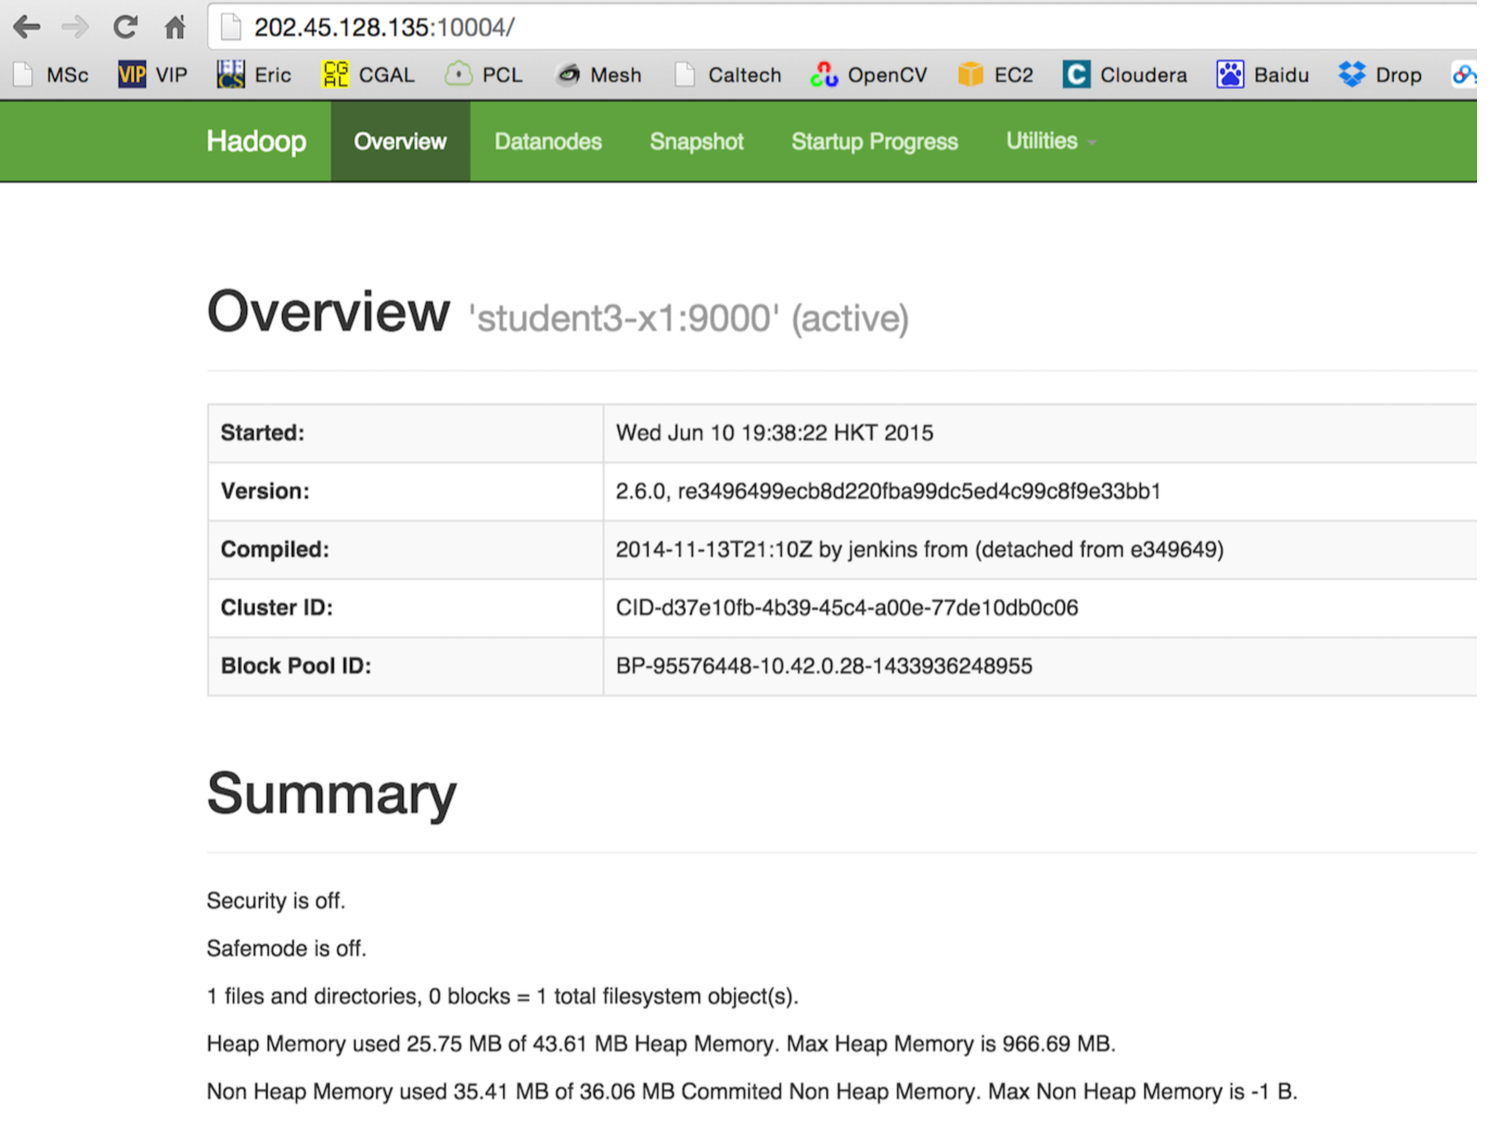 202.45.128.135:10004/
MSc VIP VIP EECS Eric CGAL CGAL PCL Mesh Caltech OpenCV EC2 C Cloudera Baidu Drop
Hadoop Overview Datanodes Snapshot Startup Progress Utilities
Overview 'student3-x1:9000' (active)
Started: Wed Jun 10 19:38:22 HKT 2015
Version: 2.6.0, re3496499ecb8d220fba99dc5ed4c99c8f9e33bb1
Compiled: 2014-11-13T21:10Z by jenkins from (detached from e349649)
Cluster ID: CID-d37e10fb-4b39-45c4-a00e-77de10db0c06
Block Pool ID: BP-95576448-10.42.0.28-1433936248955
Summary
Security is off.
Safemode is off.
1 files and directories, 0 blocks = 1 total filesystem object(s).
Heap Memory used 25.75 MB of 43.61 MB Heap Memory. Max Heap Memory is 966.69 MB.
Non Heap Memory used 35.41 MB of 36.06 MB Commited Non Heap Memory. Max Non Heap Memory is -1 B.